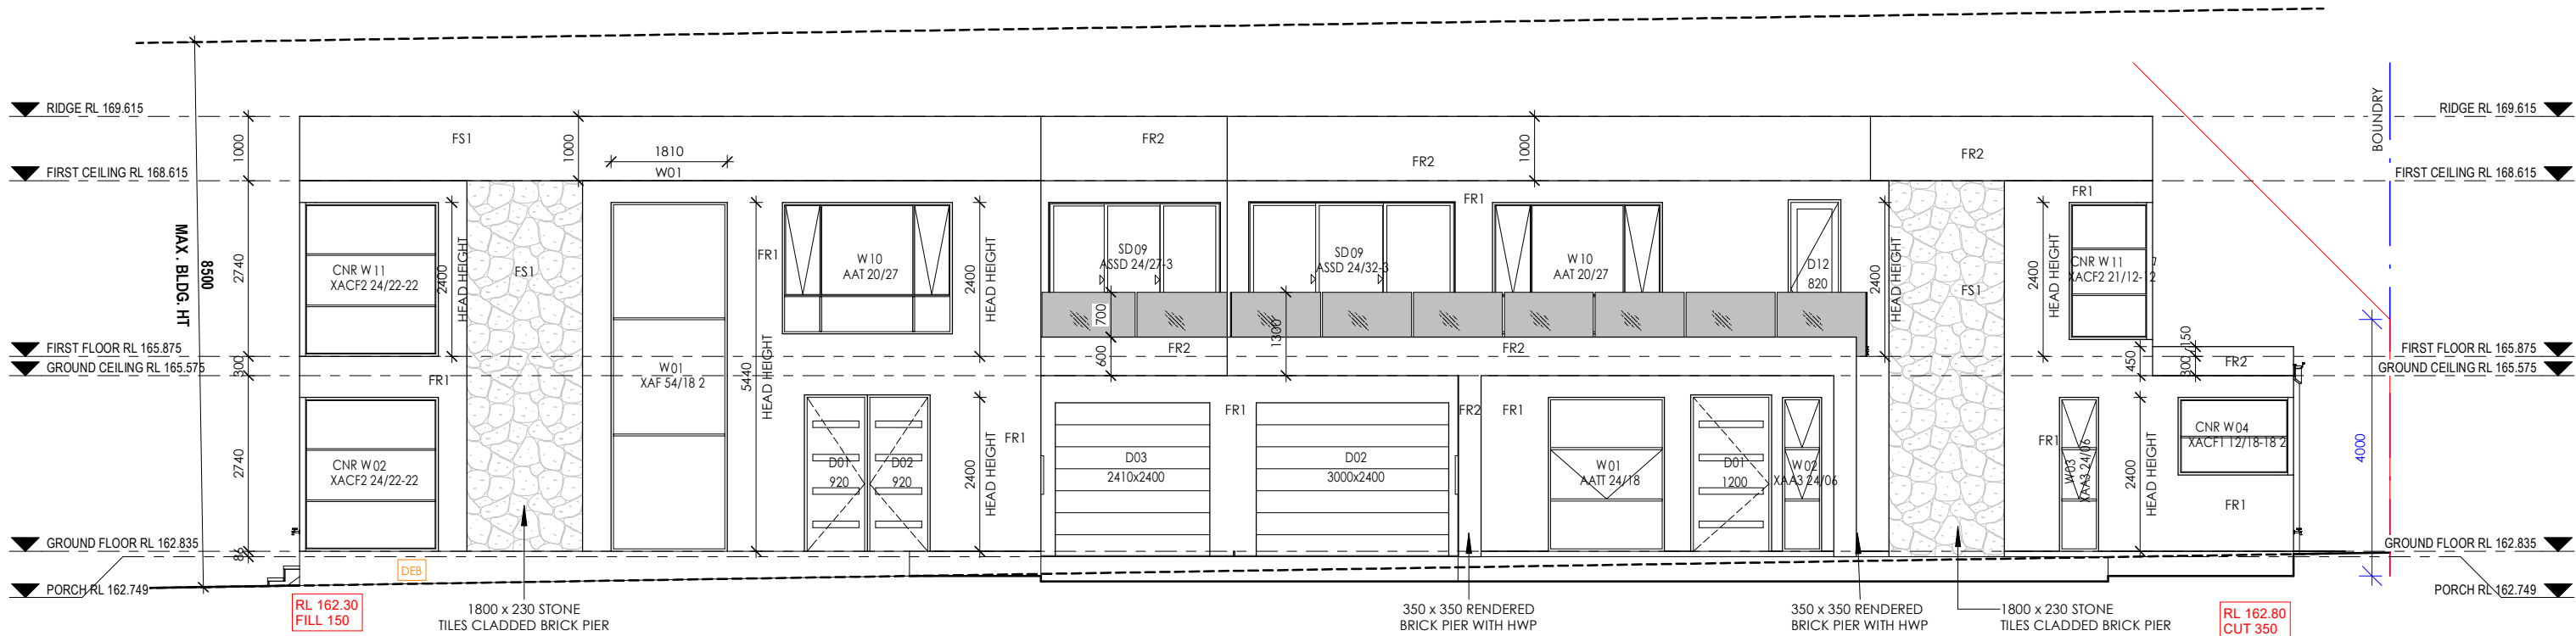 RIDGE RL 169.615
FIRST CEILING RL 168.615
FIRST FLOOR RL 165.875
GROUND CEILING RL 165.575
GROUND FLOOR RL 162.835
PORCH RL 162.749
MAX. BLDG. HT
8500
1000
2740
300
2740
86
RL 162.30
FILL 150
DEB
FS1
1000
1810
W01
CNR W11
XACF2 24/22-22
2400
HEAD HEIGHT
FS1
FR1
CNR W02
XACF2 24/22-22
W01
XAF 54/18 2
5440
HEAD HEIGHT
FR1
W10
AAT 20/27
2400
HEAD HEIGHT
D01
920
D02
920
2400
HEAD HEIGHT
FR1
1800 x 230 STONE
TILES CLADDED BRICK PIER
FR2
SD09
ASSD 24/27-3
700
600
FR2
1300
FR2
1000
SD09
ASSD 24/32-3
FR1
W10
AAT 20/27
D12
820
FR2
D03
2410x2400
FR1
D02
3000x2400
FR2
FR1
W01
AATT 24/18
D01
1200
W02
XAA3 24/06
350 x 350 RENDERED
BRICK PIER WITH HWP
350 x 350 RENDERED
BRICK PIER WITH HWP
FR2
2400
HEAD HEIGHT
FS1
2400
HEAD HEIGHT
FR1
CNR W11
XACF2 21/12-12
450
300
150
FR2
FR1
W03
XAA3 24/06
2400
HEAD HEIGHT
CNR W04
XACF1 12/18-18 2
FR1
1800 x 230 STONE
TILES CLADDED BRICK PIER
BOUNDRY
4000
RIDGE RL 169.615
FIRST CEILING RL 168.615
FIRST FLOOR RL 165.875
GROUND CEILING RL 165.575
GROUND FLOOR RL 162.835
PORCH RL 162.749
RL 162.80
CUT 350